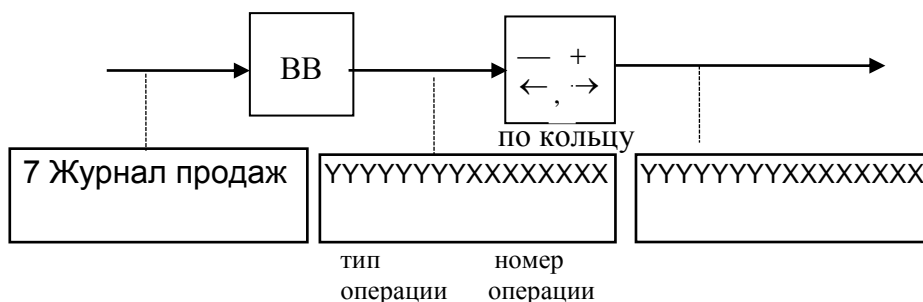 ВВ
— +
← , →
по кольцу
7 Журнал продаж
YYYYYYYYXXXXXXXX
YYYYYYYYXXXXXXXX
тип
операции
номер
операции